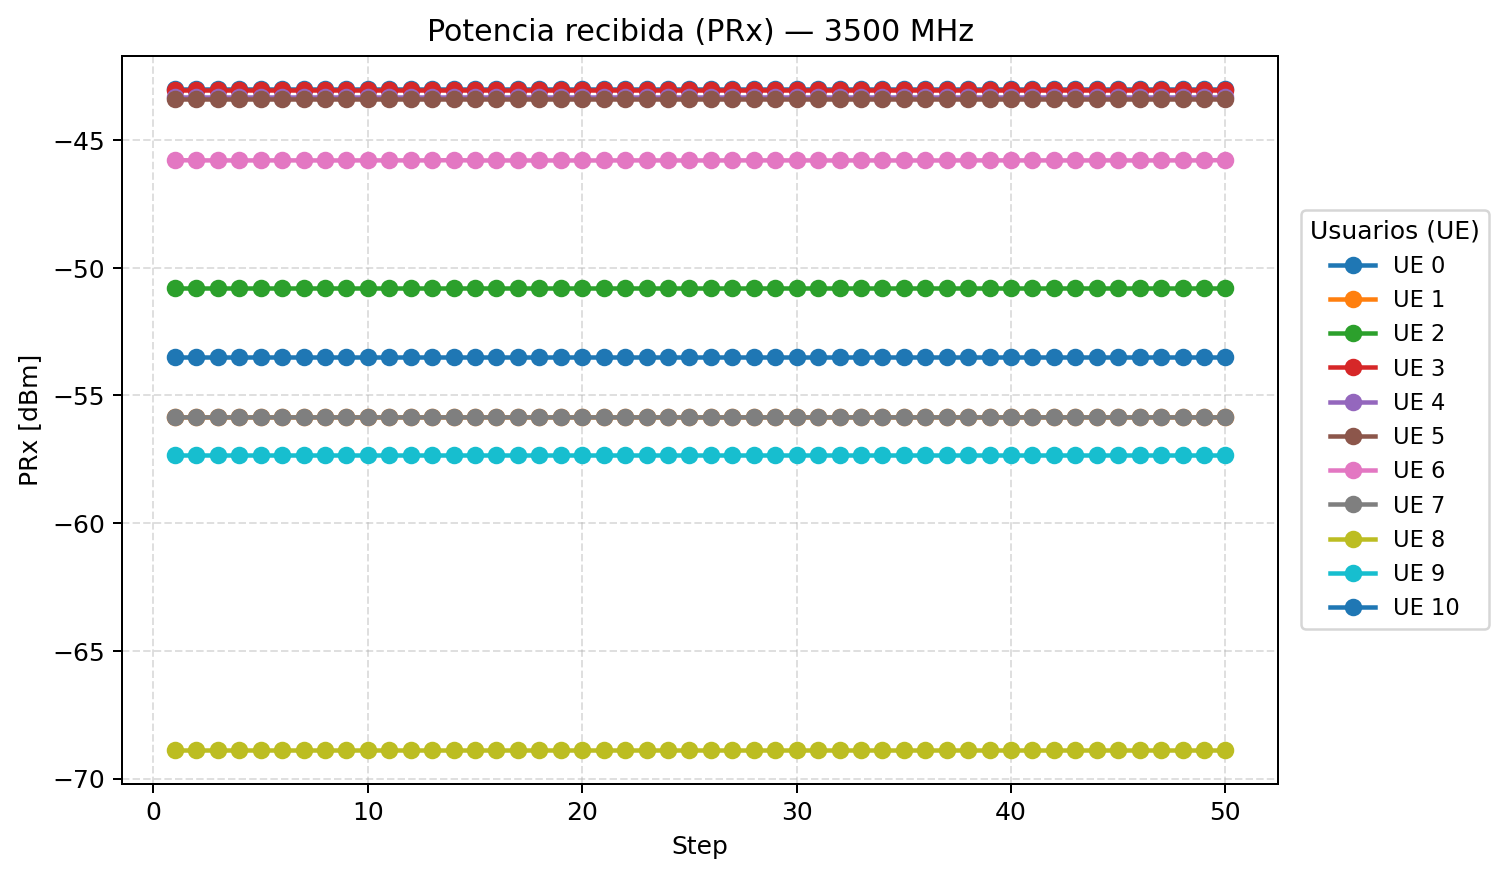 Potencia recibida (PRx) — 3500 MHz
PRx [dBm]
−45
−50
−55
−60
−65
−70
0
10
20
30
40
50
Step
Usuarios (UE)
UE 0
UE 1
UE 2
UE 3
UE 4
UE 5
UE 6
UE 7
UE 8
UE 9
UE 10